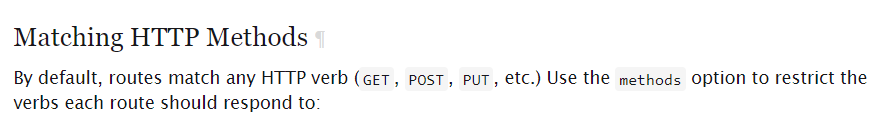 Matching HTTP Methods ¶
By default, routes match any HTTP verb (GET, POST, PUT, etc.) Use the methods option to restrict the
verbs each route should respond to: